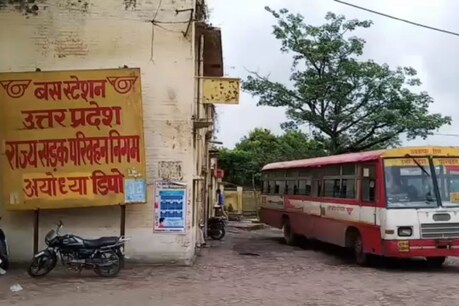 बस स्टेशन
उत्तर प्रदेश
राज्य सड़क परिवहन निगम
अयोध्या डिपो